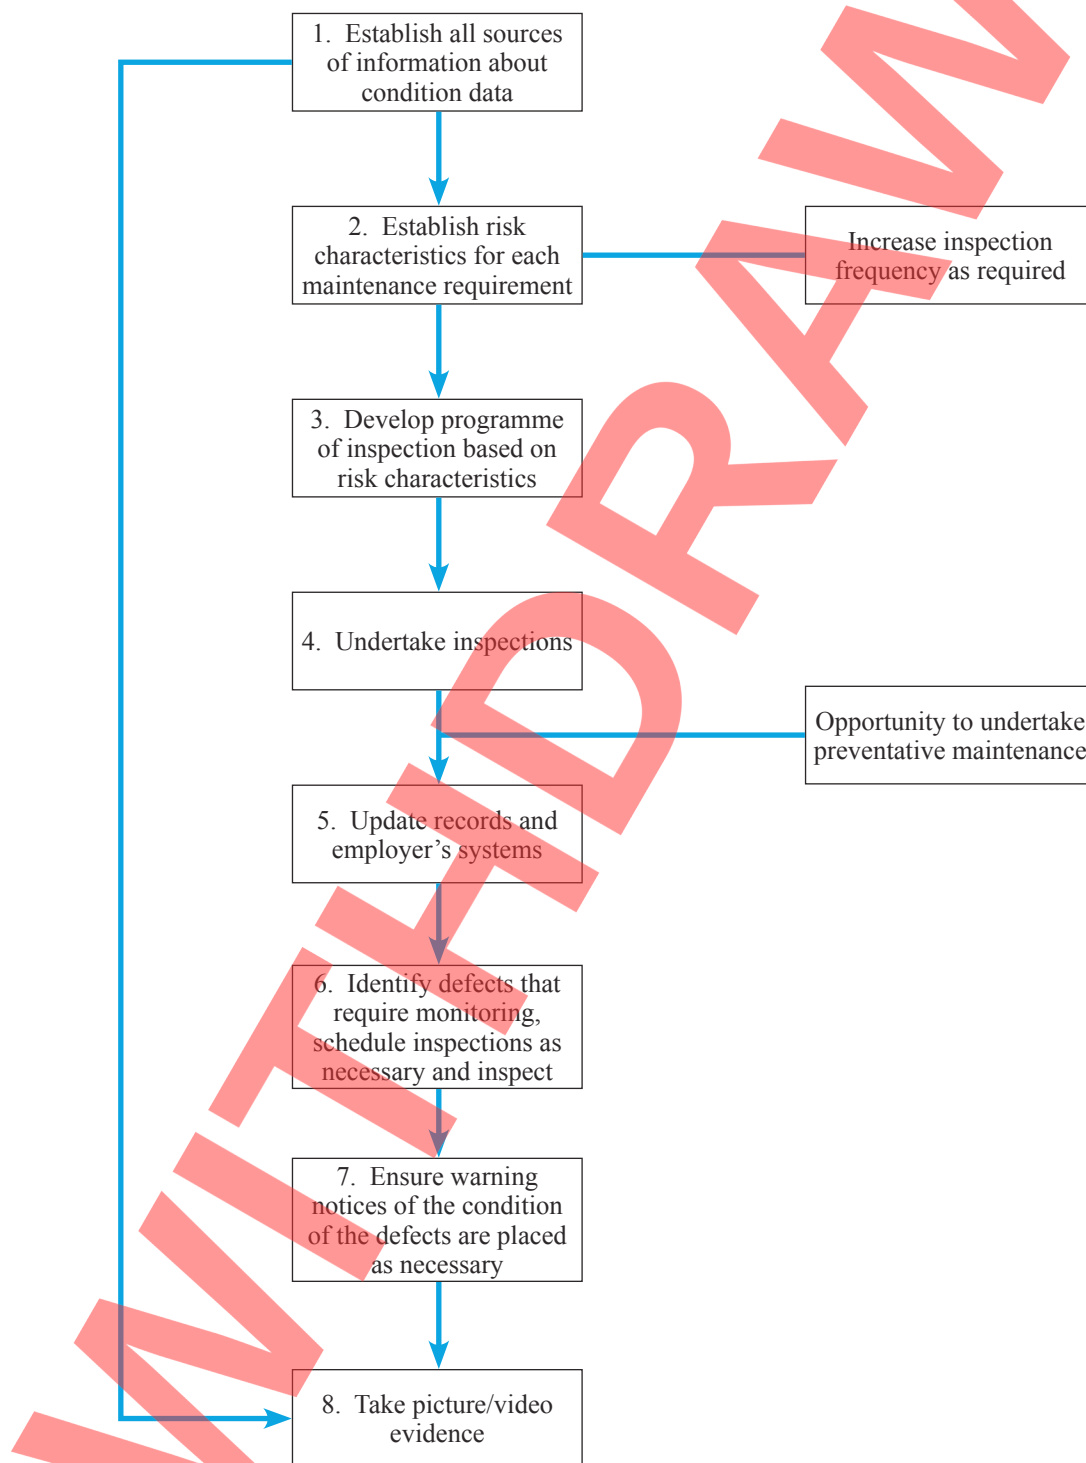 1. Establish all sources
of information about
condition data
2. Establish risk
characteristics for each
maintenance requirement
Increase inspection
frequency as required
3. Develop programme
of inspection based on
risk characteristics
4. Undertake inspections
Opportunity to undertake
preventative maintenance
5. Update records and
employer’s systems
6. Identify defects that
require monitoring,
schedule inspections as
necessary and inspect
7. Ensure warning
notices of the condition
of the defects are placed
as necessary
8. Take picture/video
evidence
WITHDRAW